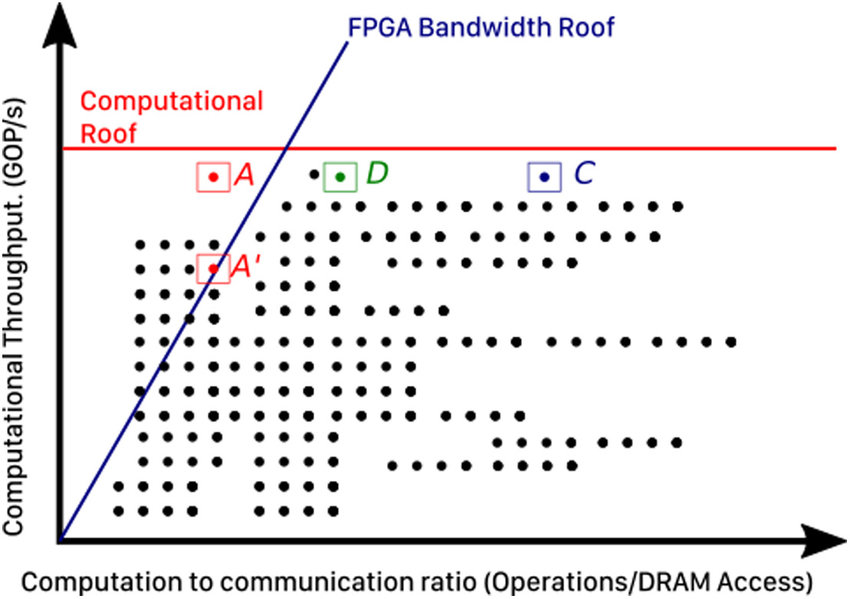 FPGA Bandwidth Roof
Computational
Roof
A
D
C
A'
Computational Throughput. (GOP/s)
Computation to communication ratio (Operations/DRAM Access)